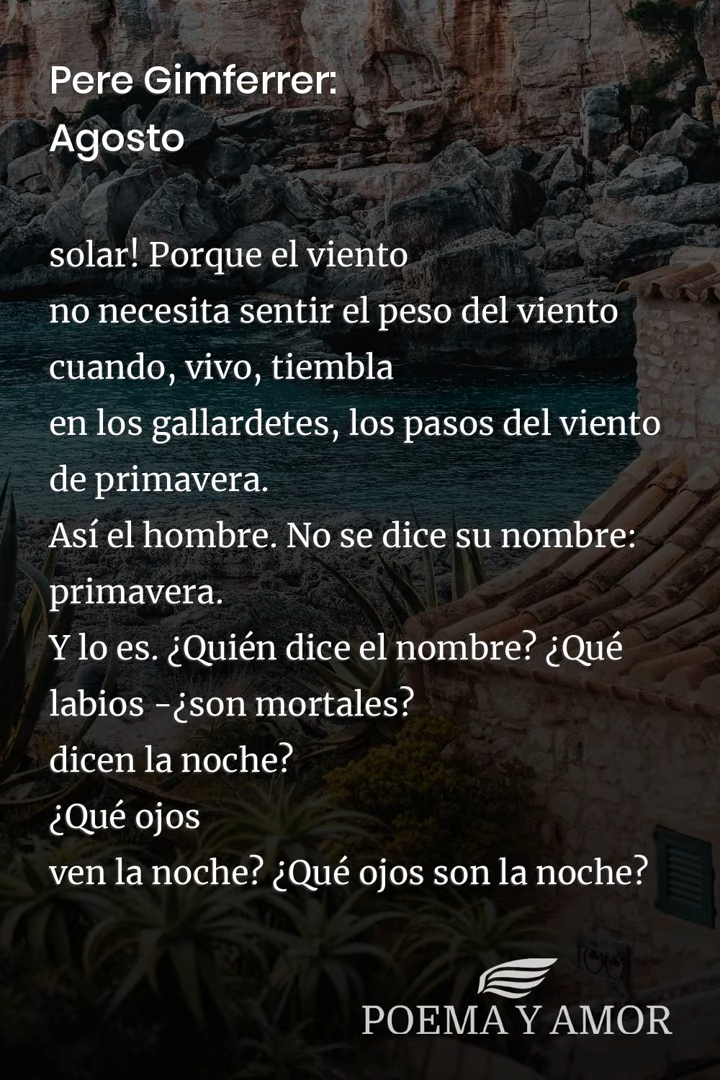 Pere Gimferrer:
Agosto
solar! Porque el viento
no necesita sentir el peso del viento
cuando, vivo, tiembla
en los gallardetes, los pasos del viento
de primavera.
Así el hombre. No se dice su nombre:
primavera.
Y lo es. ¿Quién dice el nombre? ¿Qué
labios -¿son mortales?
dicen la noche?
¿Qué ojos
ven la noche? ¿Qué ojos son la noche?
POEMA Y AMOR